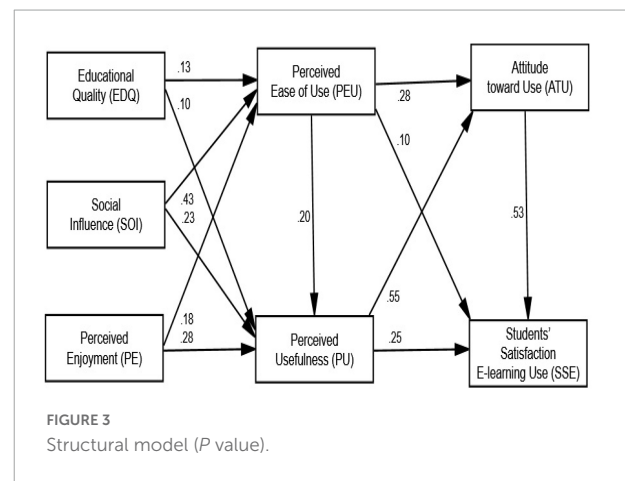 Educational
Quality (EDQ)
.13
.10
Perceived
Ease of Use (PEU)
.28
.10
Attitude
toward Use (ATU)
Social
Influence (SOI)
.43
.23
.20
.53
Perceived
Enjoyment (PE)
.18
.28
Perceived
Usefulness (PU)
.55
.25
Students'
Satisfaction
E-learning Use (SSE)
FIGURE 3
Structural model (P value).